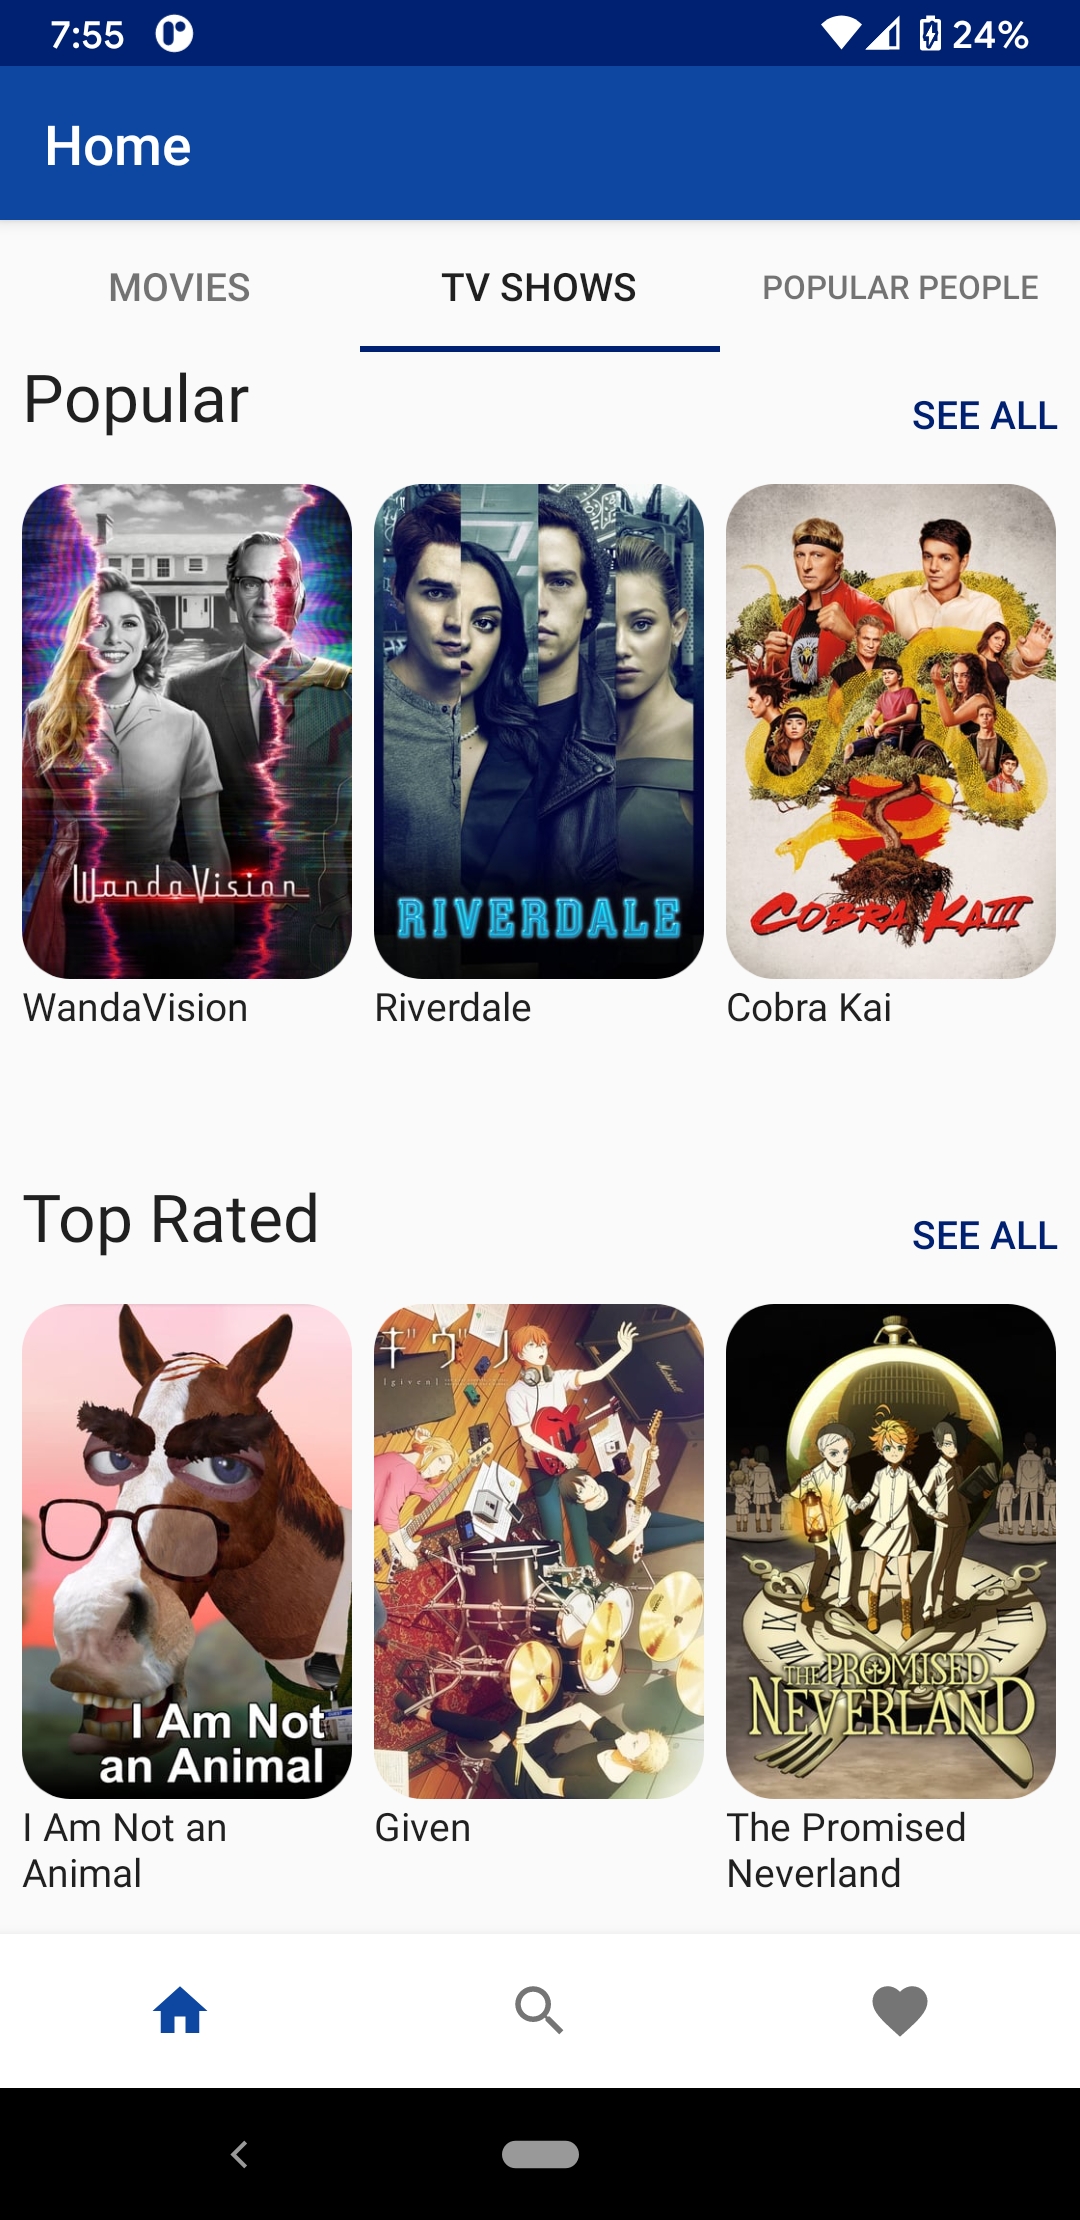 7:55
24%
Home
MOVIES
TV SHOWS
POPULAR PEOPLE
Popular
SEE ALL
WandaVision
RIVERDALE
COBRA KAIII
WandaVision
Riverdale
Cobra Kai
Top Rated
SEE ALL
ギヴン
[given]
Marshall
I Am Not
an Animal
THE PROMISED
NEVERLAND
I Am Not an
Animal
Given
The Promised
Neverland